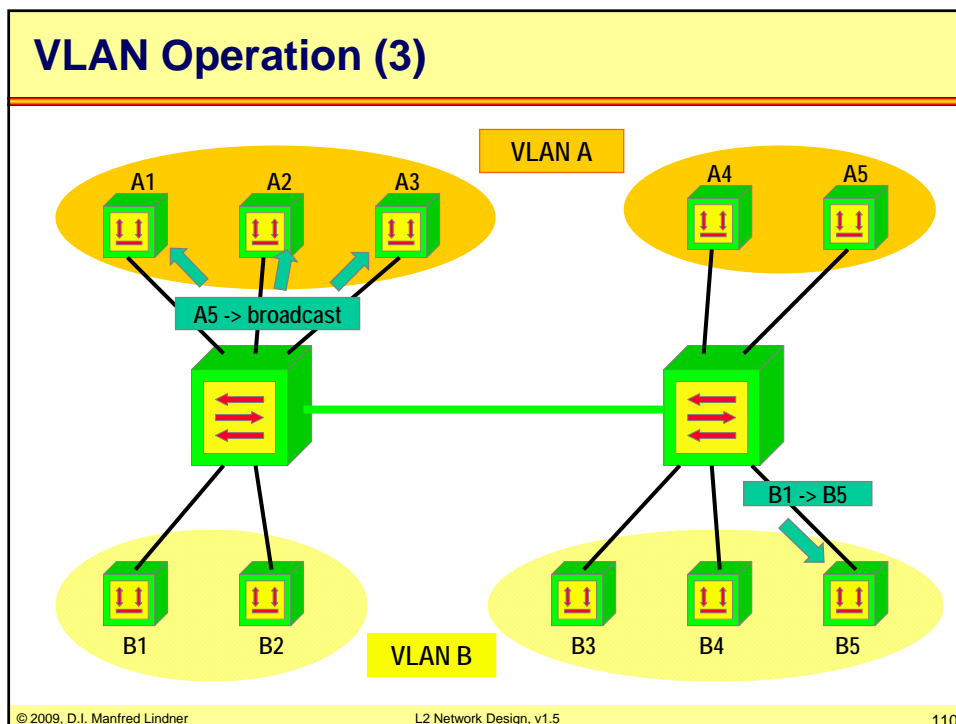 VLAN Operation (3)
VLAN A
A1
A2
A3
A4
A5
A5 -> broadcast
B1 -> B5
B1
B2
VLAN B
B3
B4
B5
© 2009, D.I. Manfred Lindner
L2 Network Design, v1.5
110